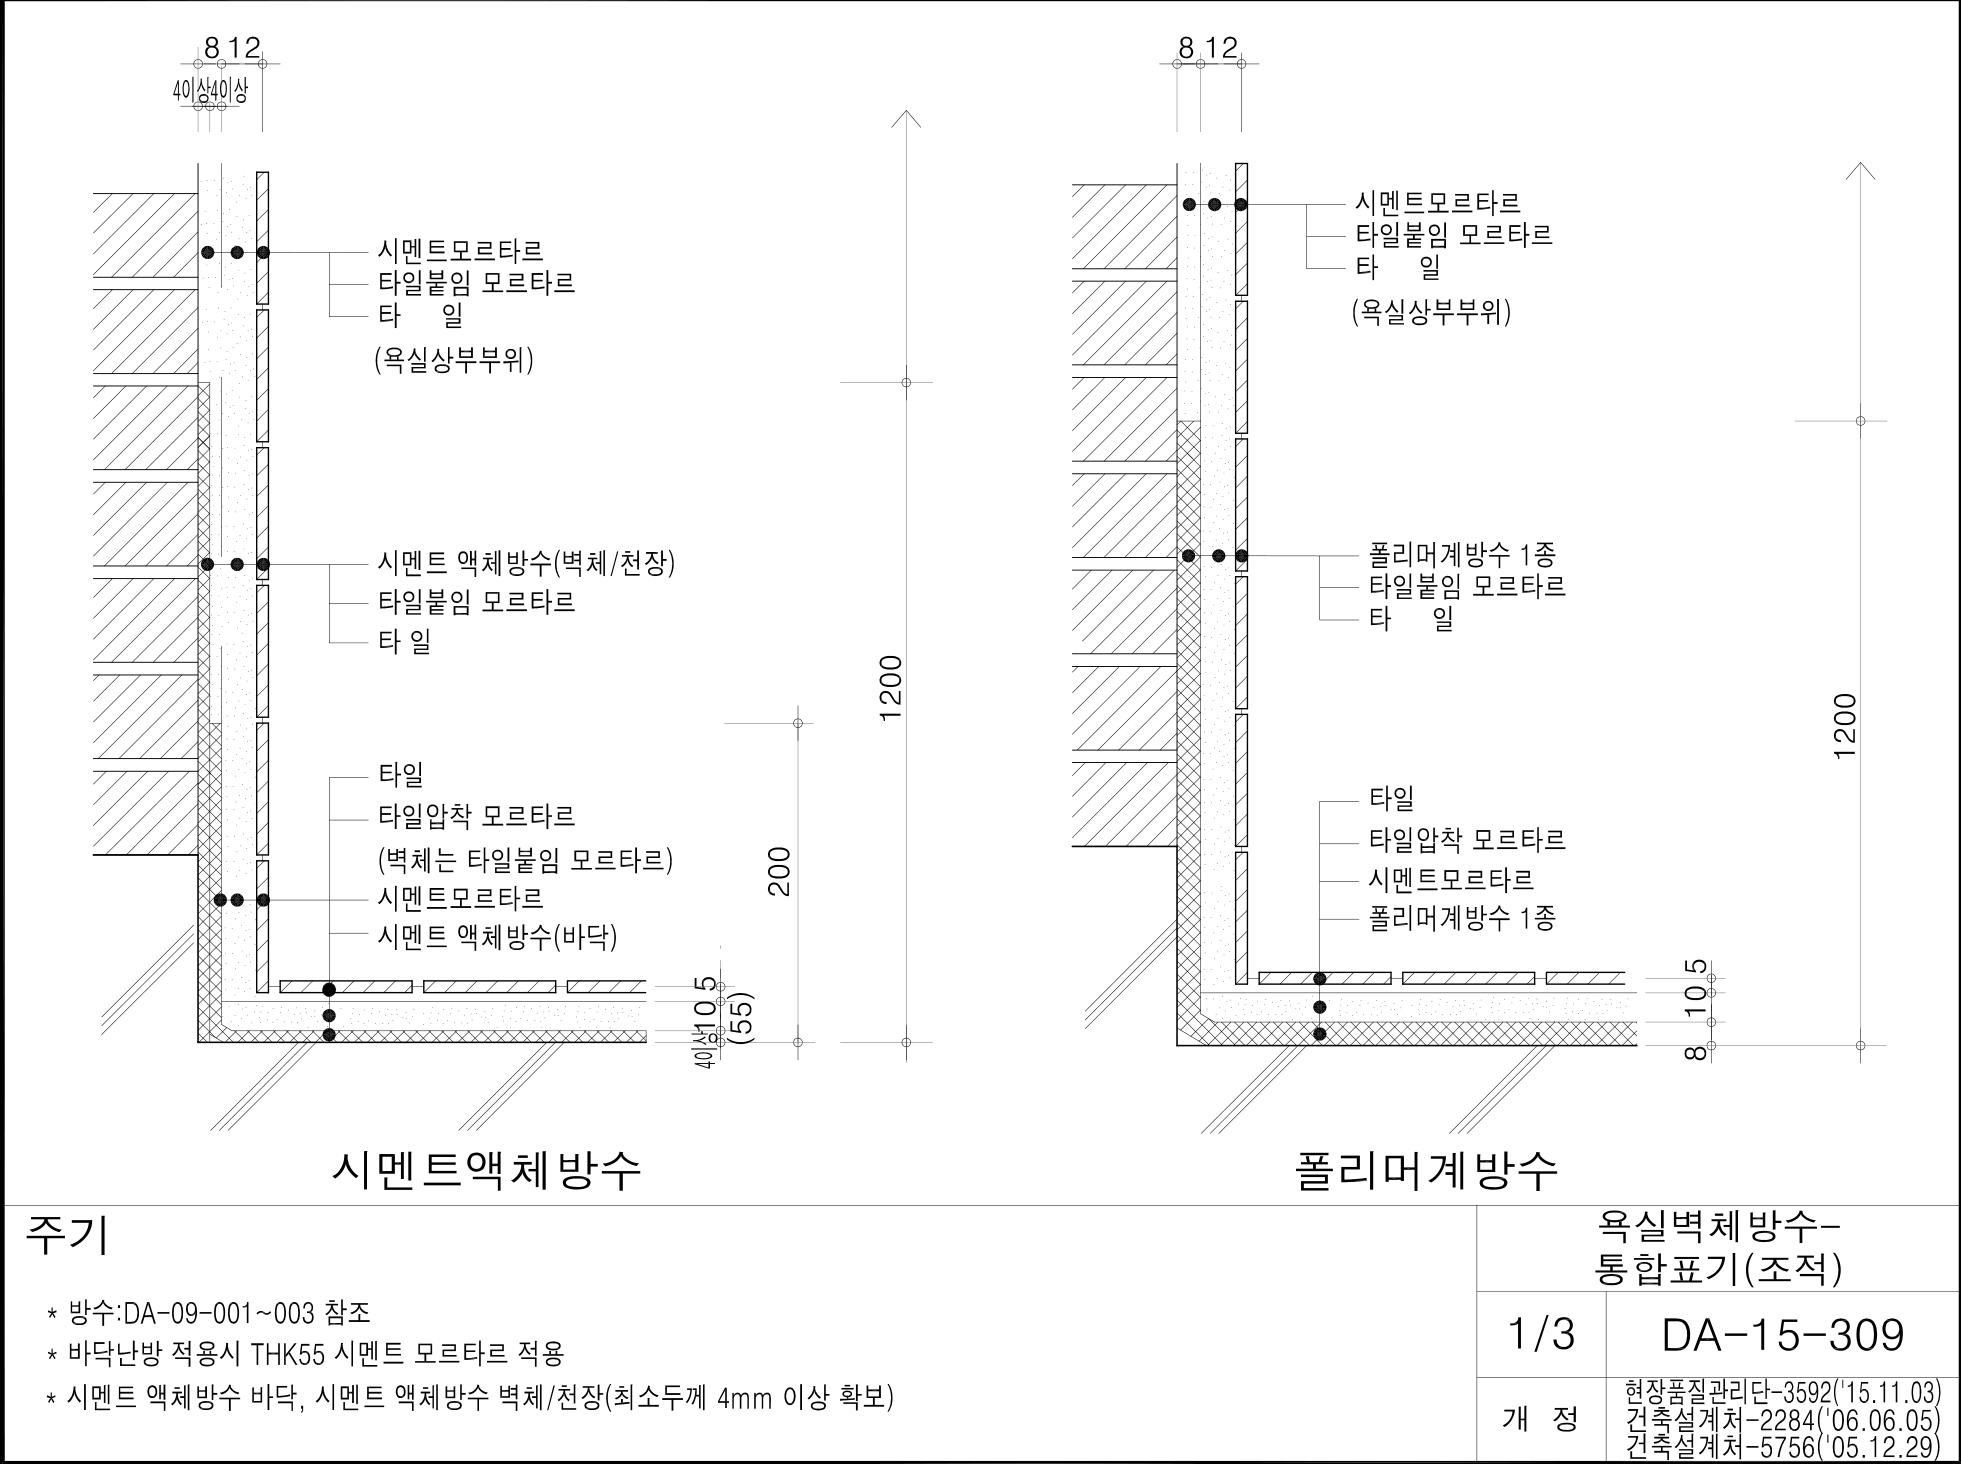 8 12
4이상 4이상
시멘트모르타르
타일붙임 모르타르
타 일
(욕실상부부위)
시멘트 액체방수(벽체/천장)
타일붙임 모르타르
타 일
1200
타일
타일압착 모르타르
(벽체는 타일붙임 모르타르)
시멘트모르타르
시멘트 액체방수(바닥)
200
5
10
(55)
4이상
시멘트액체방수
8 12
시멘트모르타르
타일붙임 모르타르
타 일
(욕실상부부위)
폴리머계방수 1종
타일붙임 모르타르
타 일
1200
타일
타일압착 모르타르
시멘트모르타르
폴리머계방수 1종
5
10
8
폴리머계방수
주기
* 방수:DA-09-001~003 참조
* 바닥난방 적용시 THK55 시멘트 모르타르 적용
* 시멘트 액체방수 바닥, 시멘트 액체방수 벽체/천장(최소두께 4mm 이상 확보)
욕실벽체방수-
통합표기(조적)
1/3
DA-15-309
개 정
현장품질관리단-3592('15.11.03)
건축설계처-2284('06.06.05)
건축설계처-5756('05.12.29)